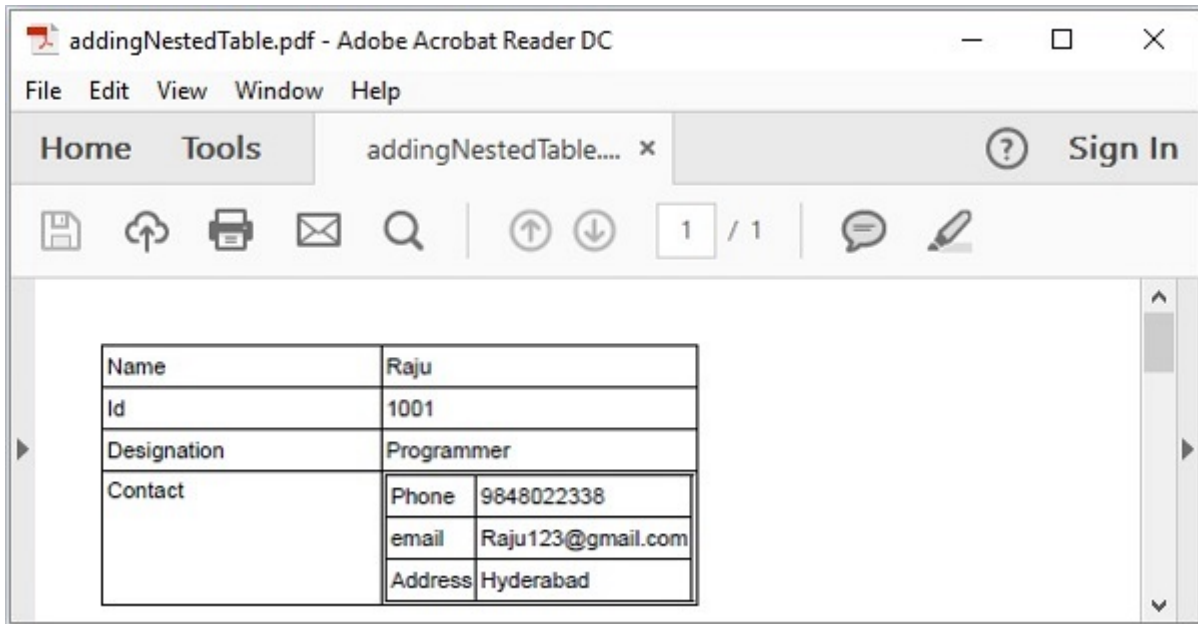 addingNestedTable.pdf - Adobe Acrobat Reader DC
File Edit View Window Help
Home Tools addingNestedTable.... × ? Sign In
1 / 1
Name Raju
Id 1001
Designation Programmer
Contact Phone 9848022338
email Raju123@gmail.com
Address Hyderabad